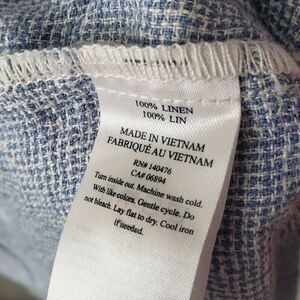 100% LINEN
100% LIN
MADE IN VIETNAM
FABRIQUÉ AU VIETNAM
RN# 140476
CA# 06894
Turn inside out. Machine wash cold.
With like colors. Gentle cycle. Do
not bleach. Lay flat to dry. Cool iron
if needed.